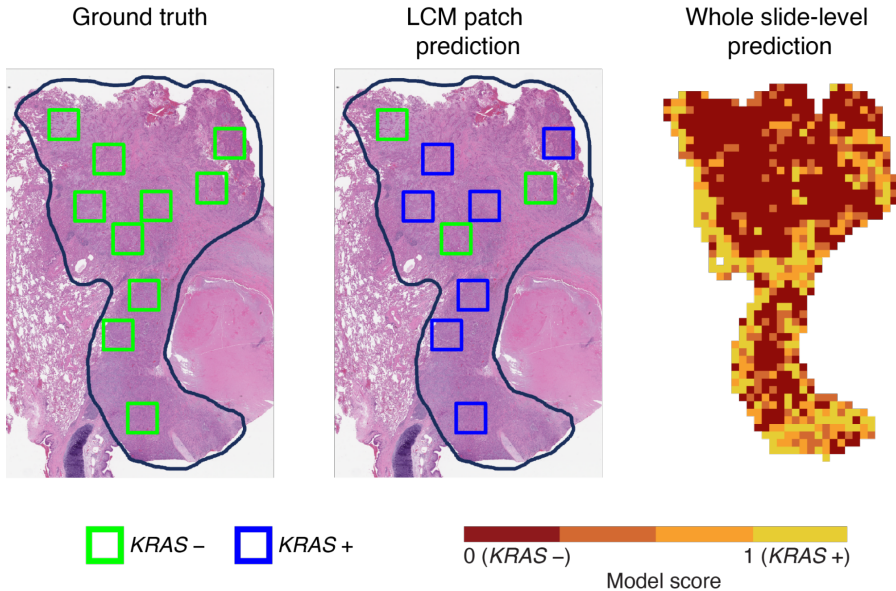 Ground truth
LCM patch
prediction
Whole slide-level
prediction
KRAS –
KRAS +
0 (KRAS –)
1 (KRAS +)
Model score